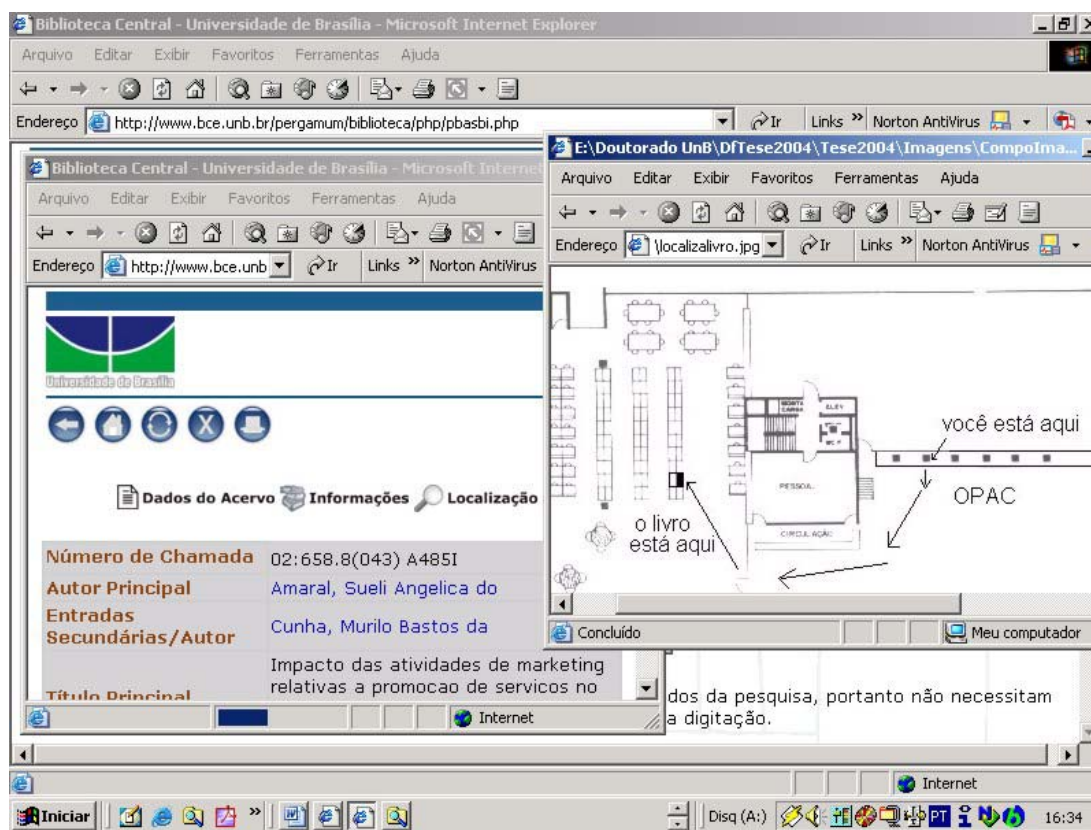 Biblioteca Central - Universidade de Brasília - Microsoft Internet Explorer
Arquivo Editar Exibir Favoritos Ferramentas Ajuda
Endereço http://www.bce.unb.br/pergamum/biblioteca/php/pbasbi.php Ir Links » Norton AntiVirus
Biblioteca Central - Universidade de Brasília - Microsoft Internet
Arquivo Editar Exibir Favoritos Ferramentas Ajuda
Endereço http://www.bce.unb Ir Links » Norton AntiVirus
Universidade de Brasília
Dados do Acervo Informações Localização
Número de Chamada 02:658.8(043) A485I
Autor Principal Amaral, Sueli Angelica do
Entradas Secundárias/Autor Cunha, Murilo Bastos da
Título Principal Impacto das atividades de marketing
relativas a promocao de servicos no
Internet
E:\Doutorado UnB\DfTese2004\Tese2004\Imagens\CompoIma...
Arquivo Editar Exibir Favoritos Ferramentas Ajuda
Endereço \localizalivro.jpg Ir Links » Norton AntiVirus
MONTA CARGA ELEV
você está aqui
PESSOAL
OPAC
o livro
está aqui
CIRCULAÇÃO
Concluído Meu computador
dos da pesquisa, portanto não necessitam
a digitação.
Internet
Iniciar » Disq (A:) PT 16:34